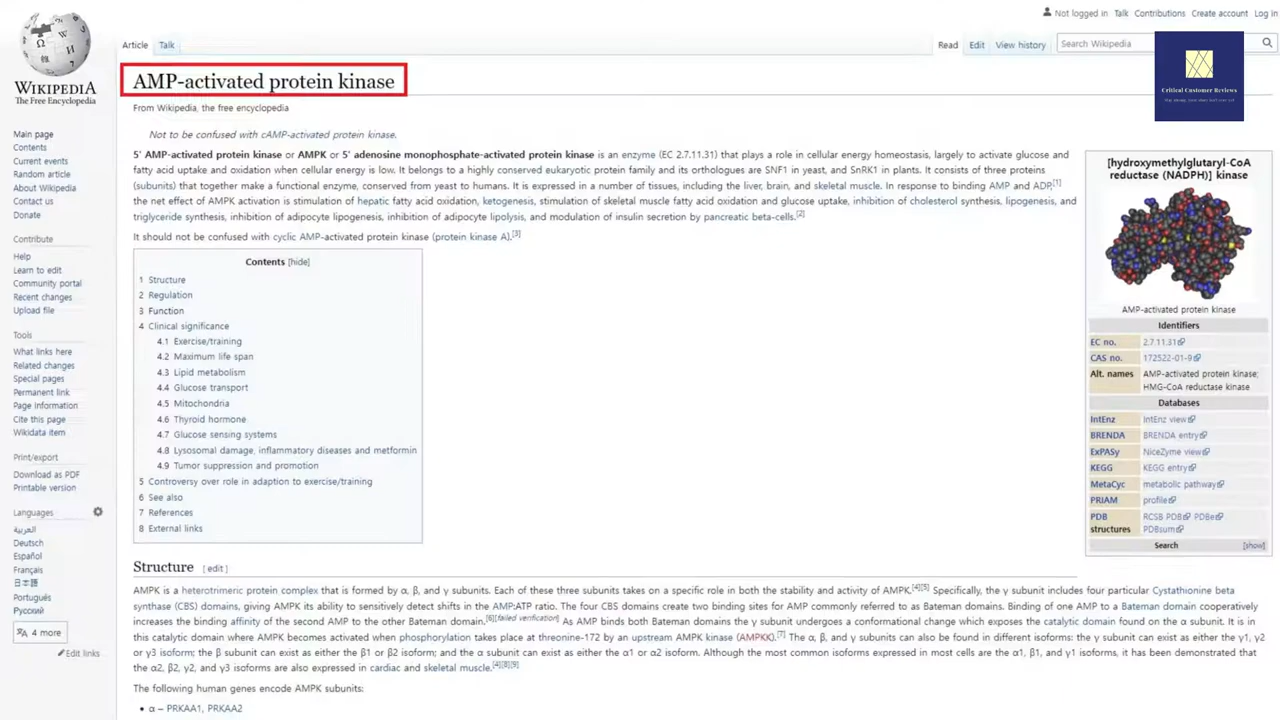 Not logged in Talk Contributions Create account Log in
Article Talk Read Edit View history Search Wikipedia
WIKIPEDIA
The Free Encyclopedia
Critical Customer Reviews
AMP-activated protein kinase
From Wikipedia, the free encyclopedia
Not to be confused with cAMP-activated protein kinase.
5' AMP-activated protein kinase or AMPK or 5' adenosine monophosphate-activated protein kinase is an enzyme (EC 2.7.11.31) that plays a role in cellular energy homeostasis, largely to activate glucose and
fatty acid uptake and oxidation when cellular energy is low. It belongs to a highly conserved eukaryotic protein family and its orthologues are SNF1 in yeast, and SnRK1 in plants. It consists of three proteins
(subunits) that together make a functional enzyme, conserved from yeast to humans. It is expressed in a number of tissues, including the liver, brain, and skeletal muscle. In response to binding AMP and ADP,[1]
the net effect of AMPK activation is stimulation of hepatic fatty acid oxidation, ketogenesis, stimulation of skeletal muscle fatty acid oxidation and glucose uptake, inhibition of cholesterol synthesis, lipogenesis, and
triglyceride synthesis, inhibition of adipocyte lipogenesis, inhibition of adipocyte lipolysis, and modulation of insulin secretion by pancreatic beta-cells.[2]
It should not be confused with cyclic AMP-activated protein kinase (protein kinase A).[3]
Contents [hide]
1 Structure
2 Regulation
3 Function
4 Clinical significance
4.1 Exercise/training
4.2 Maximum life span
4.3 Lipid metabolism
4.4 Glucose transport
4.5 Mitochondria
4.6 Thyroid hormone
4.7 Glucose sensing systems
4.8 Lysosomal damage, inflammatory diseases and metformin
4.9 Tumor suppression and promotion
5 Controversy over role in adaption to exercise/training
6 See also
7 References
8 External links
Structure [ edit ]
AMPK is a heterotrimeric protein complex that is formed by α, β, and γ subunits. Each of these three subunits takes on a specific role in both the stability and activity of AMPK.[4][5] Specifically, the γ subunit includes four particular Cystathionine beta
synthase (CBS) domains, giving AMPK its ability to sensitively detect shifts in the AMP:ATP ratio. The four CBS domains create two binding sites for AMP commonly referred to as Bateman domains. Binding of one AMP to a Bateman domain cooperatively
increases the binding affinity of the second AMP to the other Bateman domain.[6][failed verification] As AMP binds both Bateman domains the γ subunit undergoes a conformational change which exposes the catalytic domain found on the α subunit. It is in
this catalytic domain where AMPK becomes activated when phosphorylation takes place at threonine-172 by an upstream AMPK kinase (AMPKK).[7] The α, β, and γ subunits can also be found in different isoforms: the γ subunit can exist as either the γ1, γ2
or γ3 isoform; the β subunit can exist as either the β1 or β2 isoform; and the α subunit can exist as either the α1 or α2 isoform. Although the most common isoforms expressed in most cells are the α1, β1, and γ1 isoforms, it has been demonstrated that
the α2, β2, γ2, and γ3 isoforms are also expressed in cardiac and skeletal muscle.[4][8][9]
The following human genes encode AMPK subunits:
• α – PRKAA1, PRKAA2
[hydroxymethylglutaryl-CoA
reductase (NADPH)] kinase
AMP-activated protein kinase
Identifiers
EC no. 2.7.11.31
CAS no. 172522-01-9
Alt. names AMP-activated protein kinase;
HMG-CoA reductase kinase
Databases
IntEnz IntEnz view
BRENDA BRENDA entry
ExPASy NiceZyme view
KEGG KEGG entry
MetaCyc metabolic pathway
PRIAM profile
PDB RCSB PDB PDBe
structures PDBsum
Search [show]
Main page
Contents
Current events
Random article
About Wikipedia
Contact us
Donate
Contribute
Help
Learn to edit
Community portal
Recent changes
Upload file
Tools
What links here
Related changes
Special pages
Permanent link
Page information
Cite this page
Wikidata item
Print/export
Download as PDF
Printable version
Languages
العربية
Deutsch
Español
Français
日本語
Português
Русский
4 more
Edit links